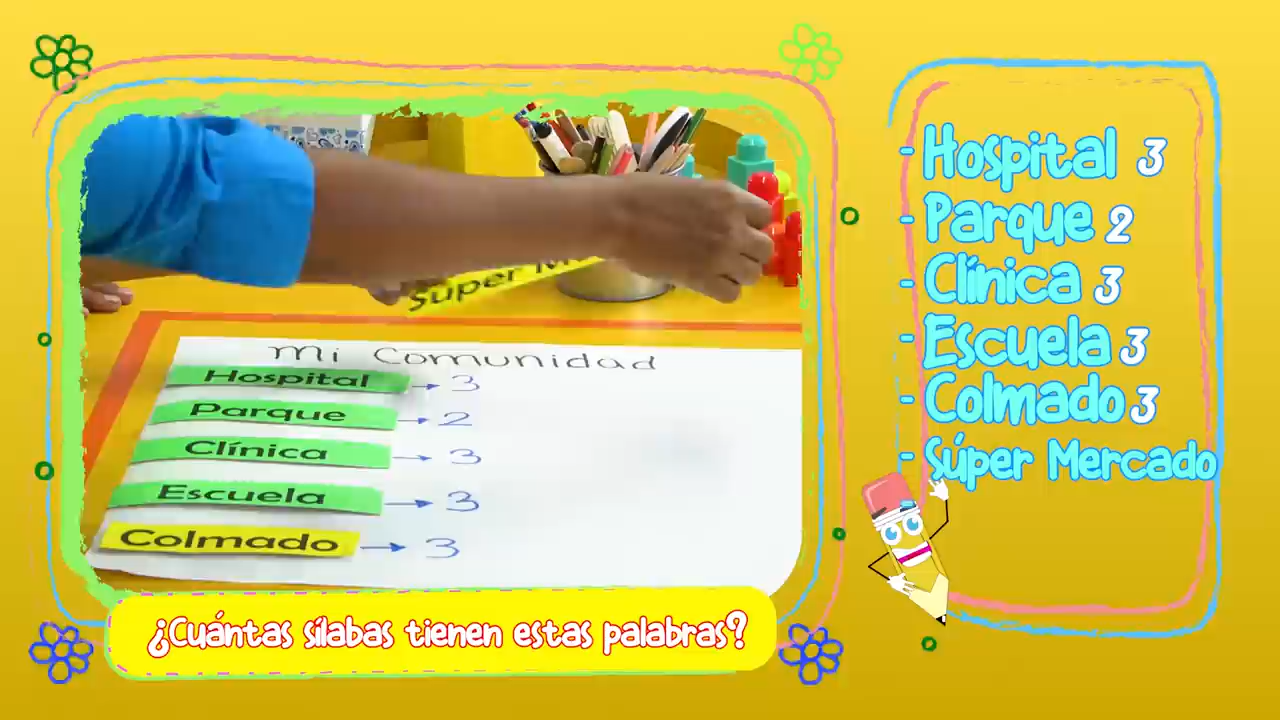 Súper M
Mi Comunidad
Hospital → 3
Parque → 2
Clínica → 3
Escuela → 3
Colmado → 3
¿Cuántas sílabas tienen estas palabras?
- Hospital 3
- Parque 2
- Clínica 3
- Escuela 3
- Colmado 3
- Súper Mercado